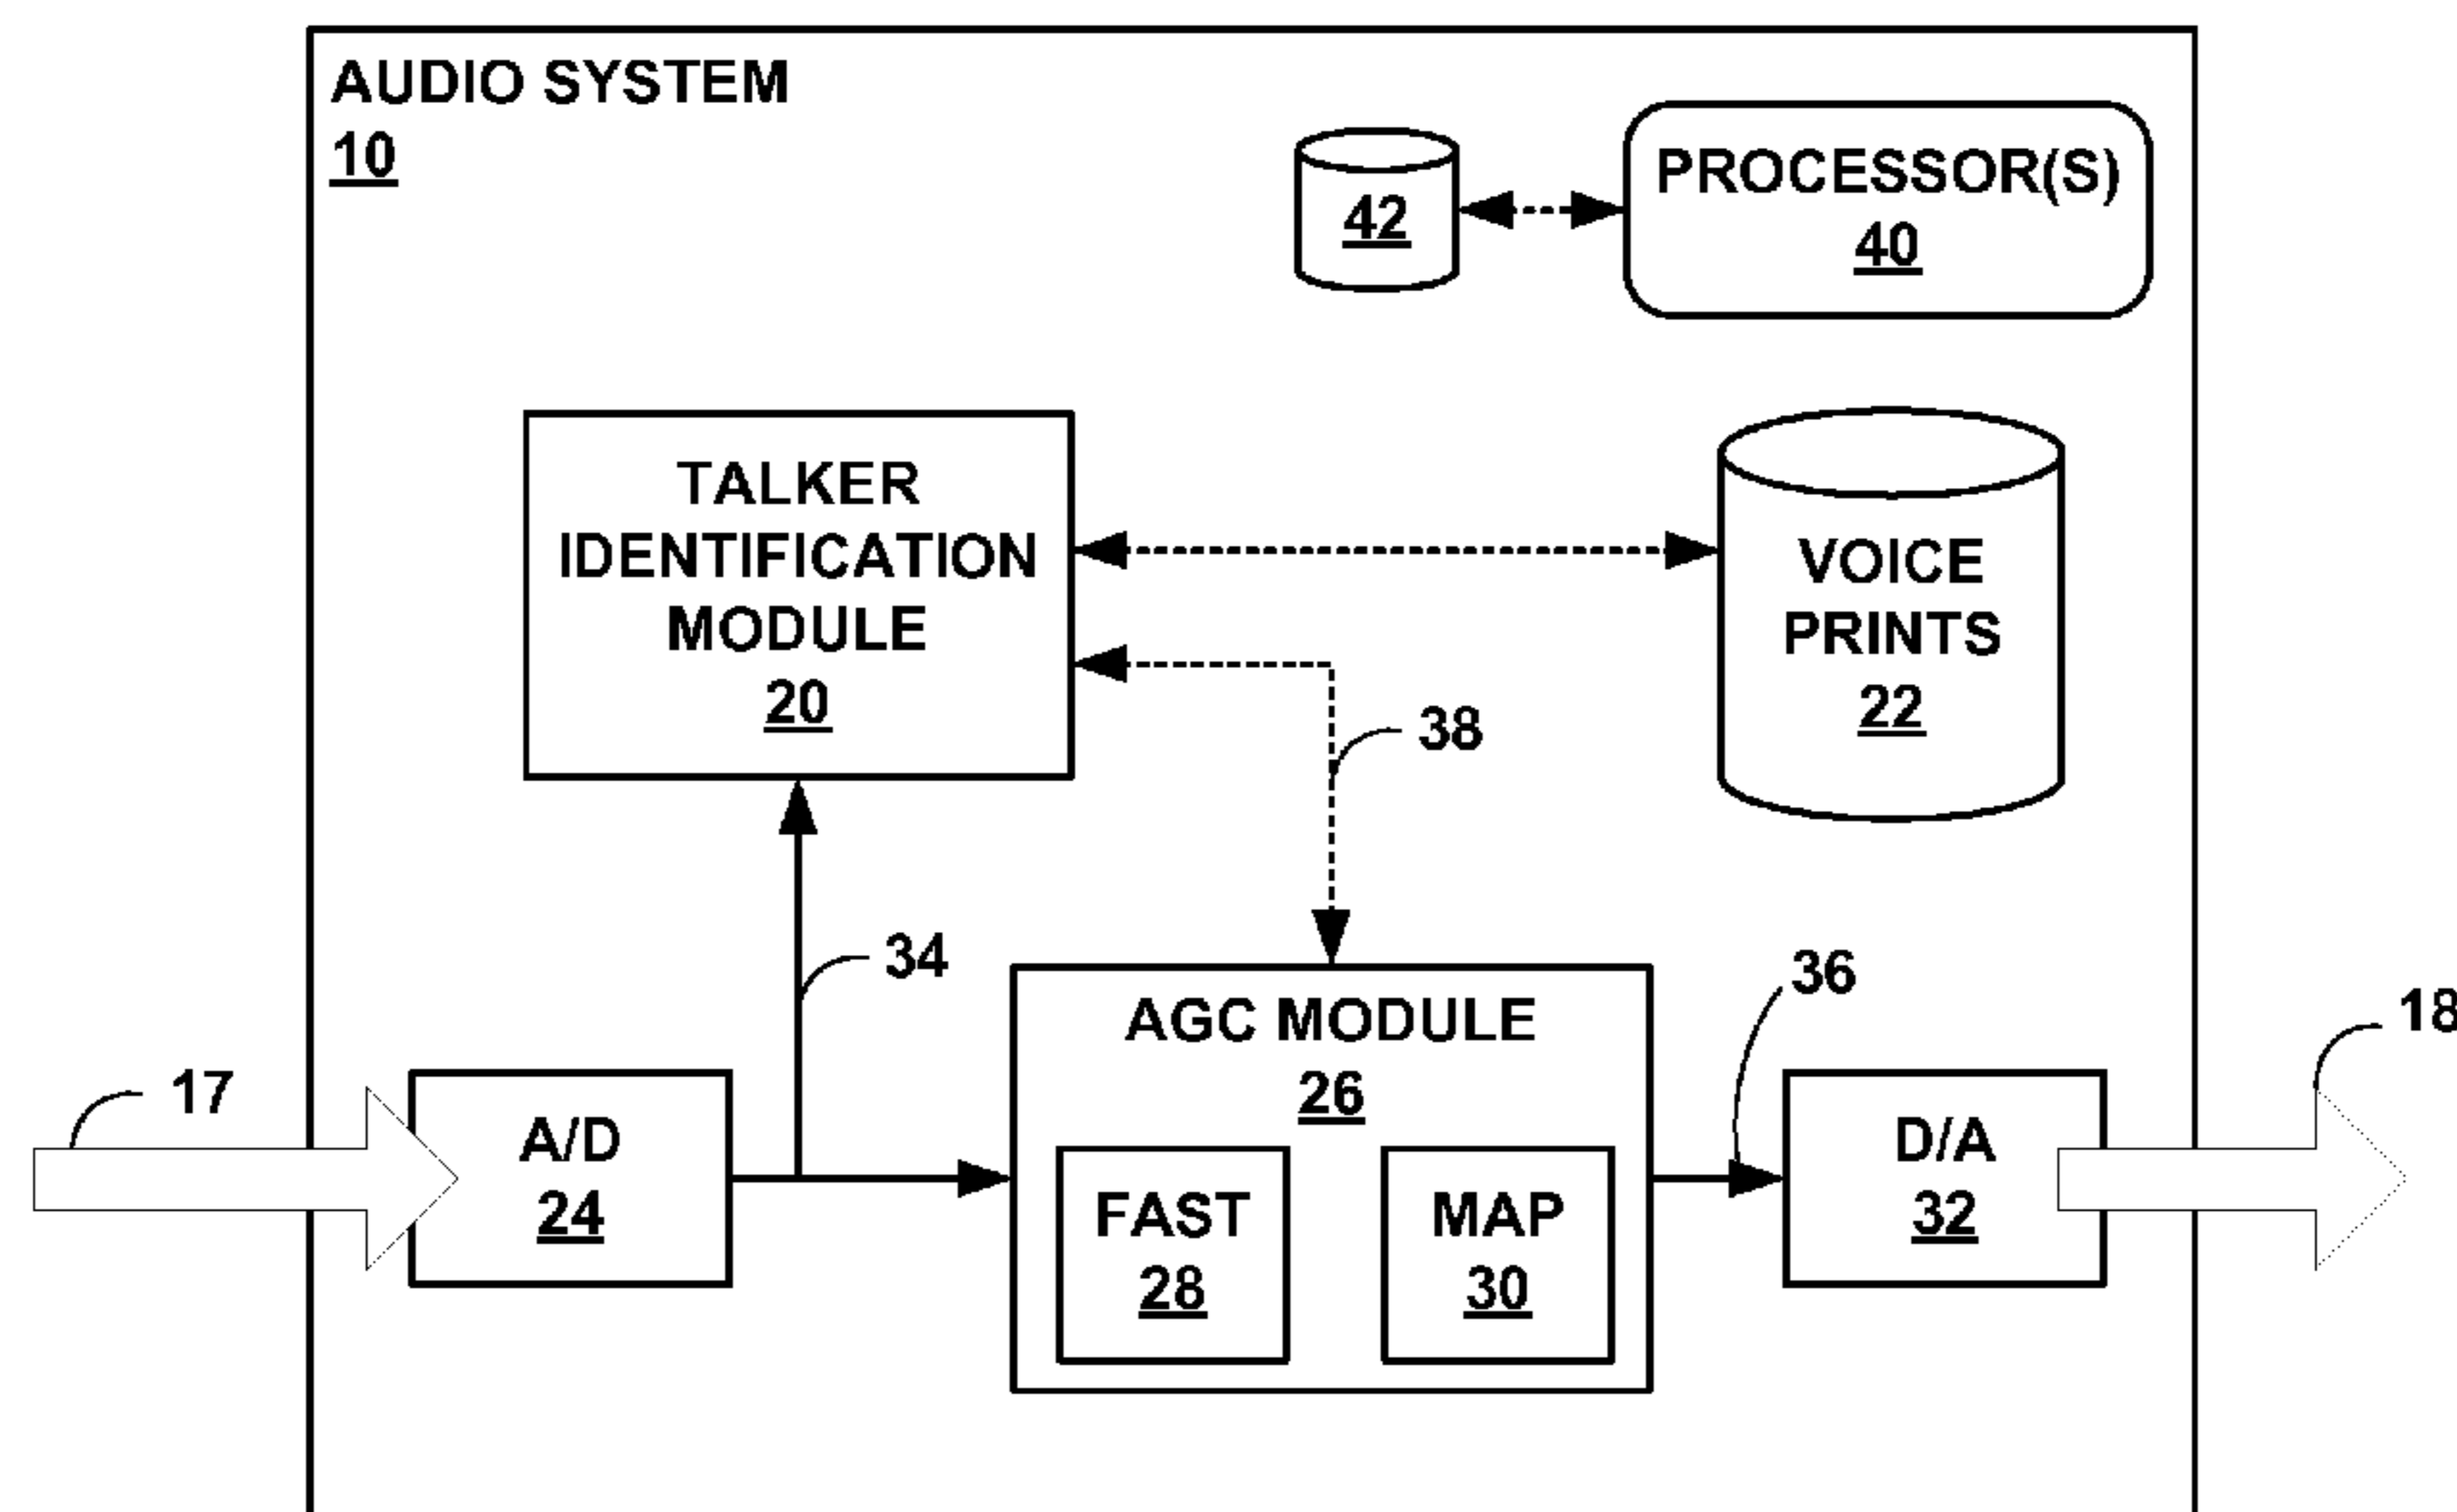 AUDIO SYSTEM
10
42
PROCESSOR(S)
40
TALKER
IDENTIFICATION
MODULE
20
VOICE
PRINTS
22
38
34
36
18
17
A/D
24
AGC MODULE
26
FAST
28
MAP
30
D/A
32